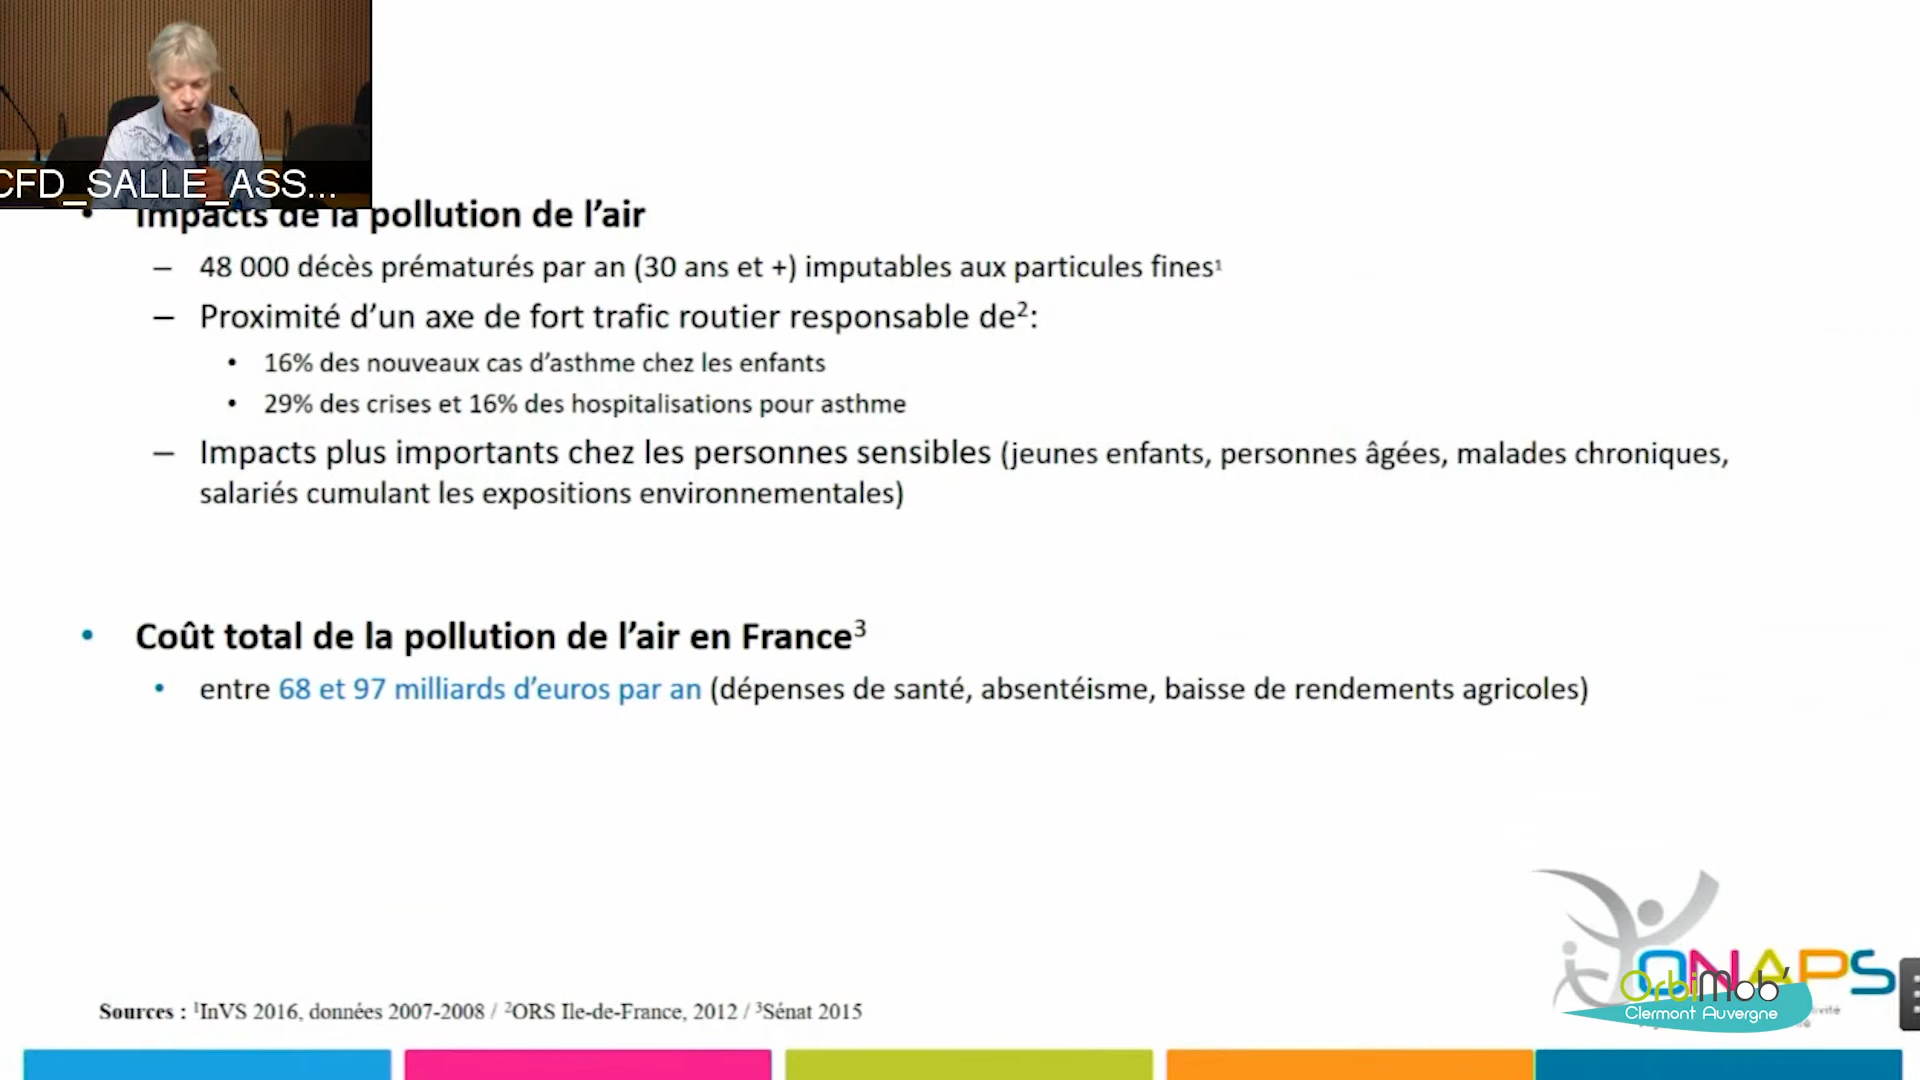 CFD_SALLE_ASS...
• Impacts de la pollution de l’air
– 48 000 décès prématurés par an (30 ans et +) imputables aux particules fines¹
– Proximité d’un axe de fort trafic routier responsable de²:
• 16% des nouveaux cas d’asthme chez les enfants
• 29% des crises et 16% des hospitalisations pour asthme
– Impacts plus importants chez les personnes sensibles (jeunes enfants, personnes âgées, malades chroniques,
salariés cumulant les expositions environnementales)
• Coût total de la pollution de l’air en France³
• entre 68 et 97 milliards d’euros par an (dépenses de santé, absentéisme, baisse de rendements agricoles)
ONAPS
OrbiMob’
Clermont Auvergne
Sources : ¹InVS 2016, données 2007-2008 / ²ORS Ile-de-France, 2012 / ³Sénat 2015